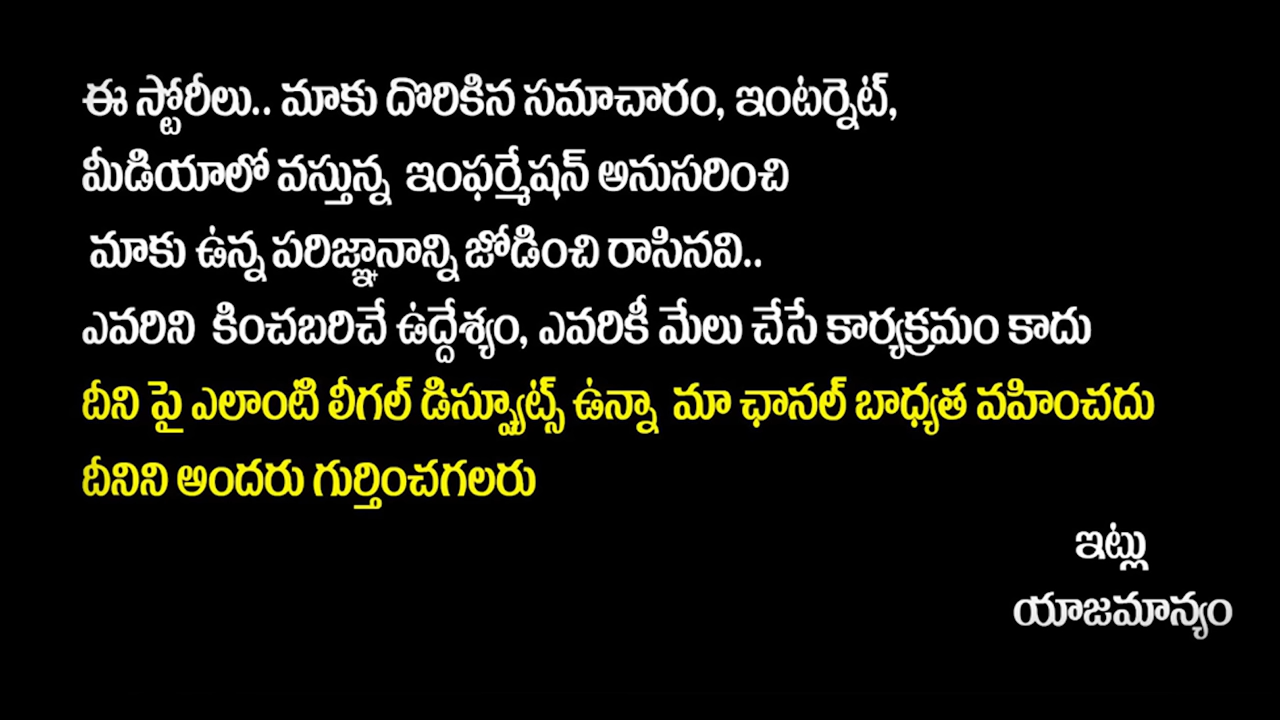 ఈ స్టోరీలు.. మాకు దొరికిన సమాచారం, ఇంటర్నెట్,
మీడియాలో వస్తున్న ఇంఫర్మేషన్ అనుసరించి
మాకు ఉన్న పరిజ్ఞానాన్ని జోడించి రాసినవి..
ఎవరిని కించబరిచే ఉద్దేశ్యం, ఎవరికీ మేలు చేసే కార్యక్రమం కాదు
దీని పై ఎలాంటి లీగల్ డిస్ప్యూట్స్ ఉన్నా మా ఛానల్ బాధ్యత వహించదు
దీనిని అందరు గుర్తించగలరు
ఇట్లు
యాజమాన్యం